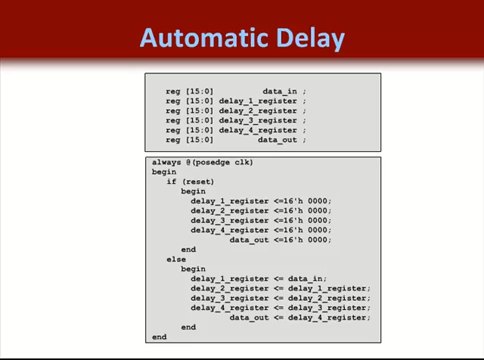 Automatic Delay
reg [15:0] data_in ;
reg [15:0] delay_1_register ;
reg [15:0] delay_2_register ;
reg [15:0] delay_3_register ;
reg [15:0] delay_4_register ;
reg [15:0] data_out ;
always @(posedge clk)
begin
if (reset)
begin
delay_1_register <=16'h 0000;
delay_2_register <=16'h 0000;
delay_3_register <=16'h 0000;
delay_4_register <=16'h 0000;
data_out <=16'h 0000;
end
else
begin
delay_1_register <= data_in;
delay_2_register <= delay_1_register;
delay_3_register <= delay_2_register;
delay_4_register <= delay_3_register;
data_out <= delay_4_register;
end
end